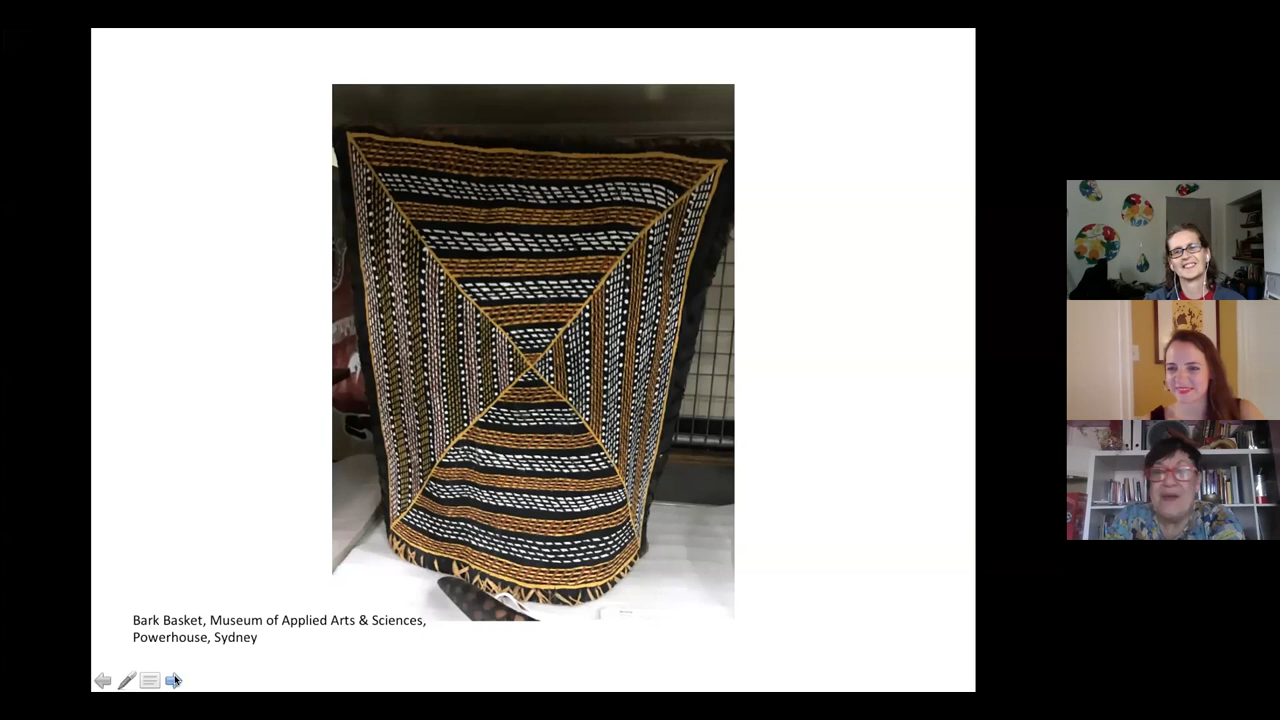 Bark Basket, Museum of Applied Arts & Sciences,
Powerhouse, Sydney